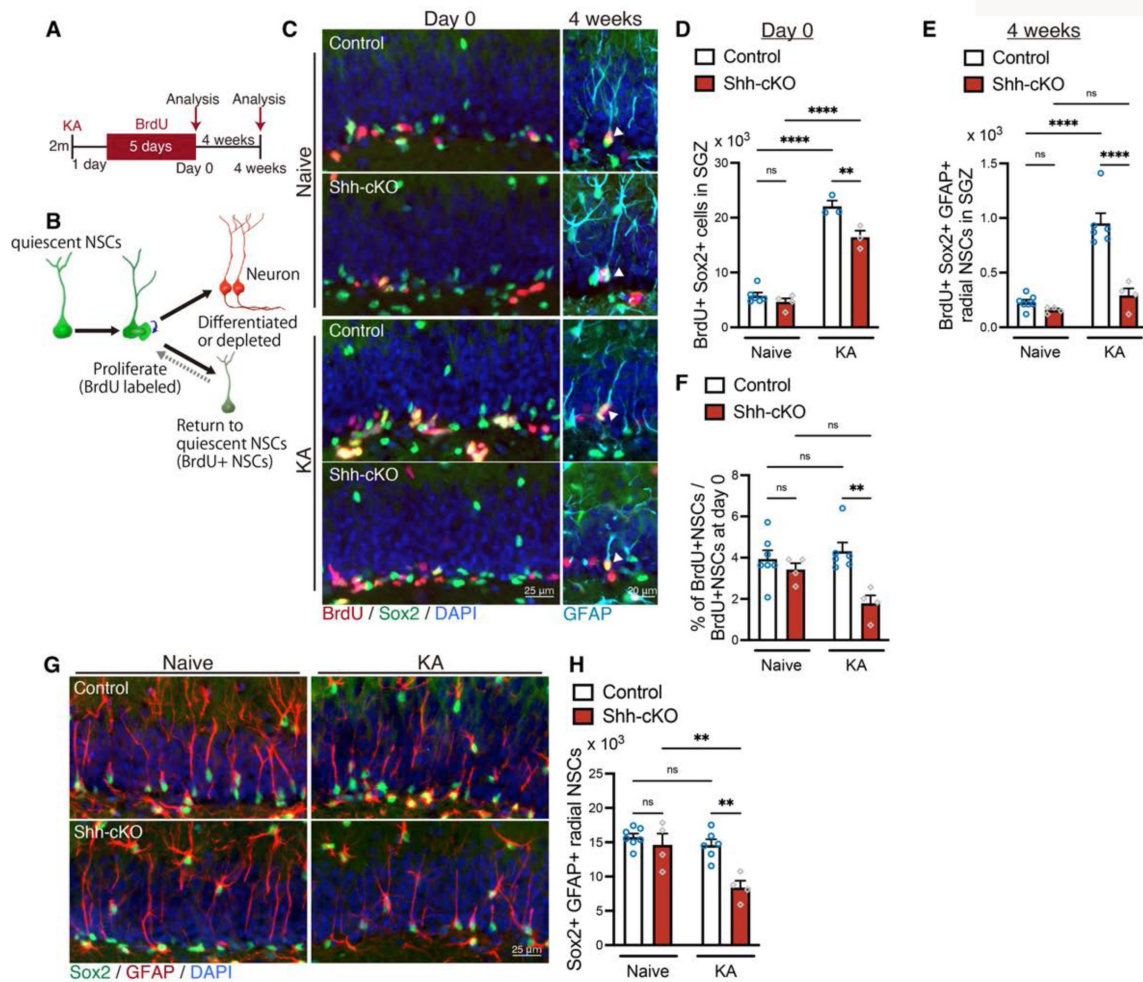 A
KA
BrdU
Analysis
Analysis
2m
5 days
4 weeks
1 day
Day 0
4 weeks
B
quiescent NSCs
Neuron
Differentiated
or depleted
Proliferate
(BrdU labeled)
Return to
quiescent NSCs
(BrdU+ NSCs)
C
Day 0
4 weeks
Naive
Control
Shh-cKO
KA
Control
Shh-cKO
25 µm
20 µm
BrdU / Sox2 / DAPI
GFAP
D
Day 0
Control
Shh-cKO
****
****
x 10³
ns
**
BrdU+ Sox2+ cells in SGZ
30
20
10
0
Naive
KA
E
4 weeks
Control
Shh-cKO
ns
****
x 10³
ns
****
BrdU+ Sox2+ GFAP+
radial NSCs in SGZ
1.5
1.0
0.5
0.0
Naive
KA
F
Control
Shh-cKO
ns
ns
ns
**
% of BrdU+NSCs /
BrdU+NSCs at day 0
8
6
4
2
0
Naive
KA
G
Naive
KA
Control
Shh-cKO
25 µm
Sox2 / GFAP / DAPI
H
Control
Shh-cKO
x 10³
**
ns
ns
**
Sox2+ GFAP+ radial NSCs
25
20
15
10
5
0
Naive
KA